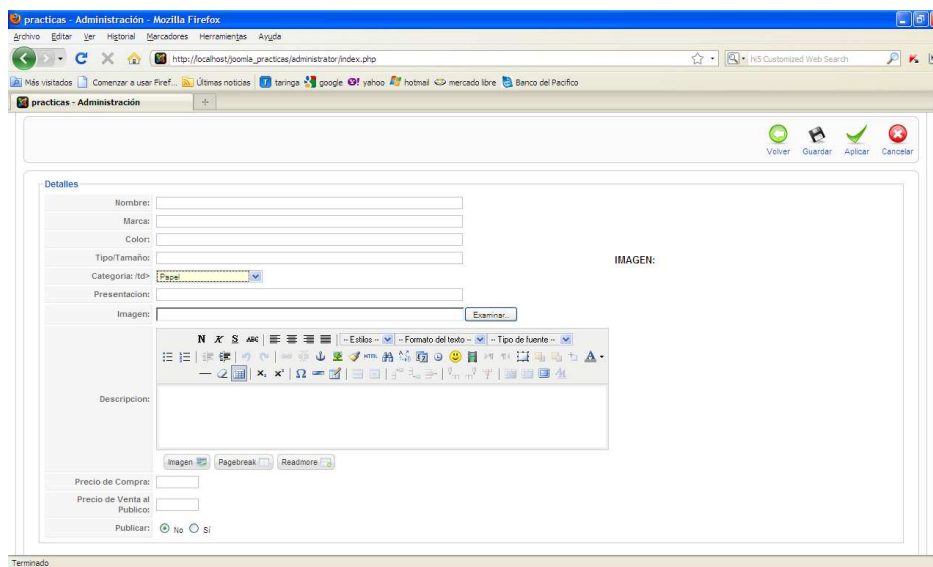 practicas - Administración - Mozilla Firefox
Archivo Editar Ver Historial Marcadores Herramientas Ayuda
http://localhost/joomla_practicas/administrator/index.php
hi5 Customized Web Search
Más visitados Comenzar a usar Firef... Últimas noticias taringa google yahoo hotmail mercado libre Banco del Pacifico
practicas - Administración
Volver Guardar Aplicar Cancelar
Detalles
Nombre:
Marca:
Color:
Tipo/Tamaño:
IMAGEN:
Categoria: /td>
Papel
Presentacion:
Imagen:
Examinar...
N X S ABC -- Estilos -- -- Formato del texto -- -- Tipo de fuente --
HTML
A
Descripcion:
Imagen Pagebreak Readmore
Precio de Compra:
Precio de Venta al
Publico:
Publicar: No Sí
Terminado